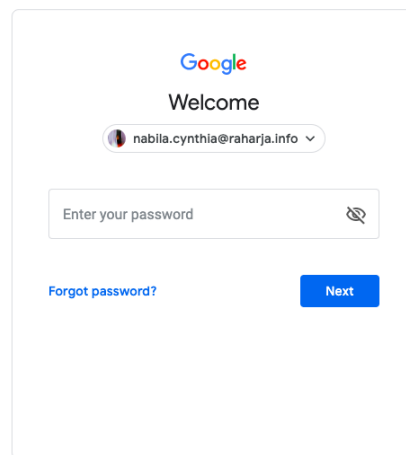 Google
Welcome
nabila.cynthia@raharja.info
Enter your password
Forgot password?
Next